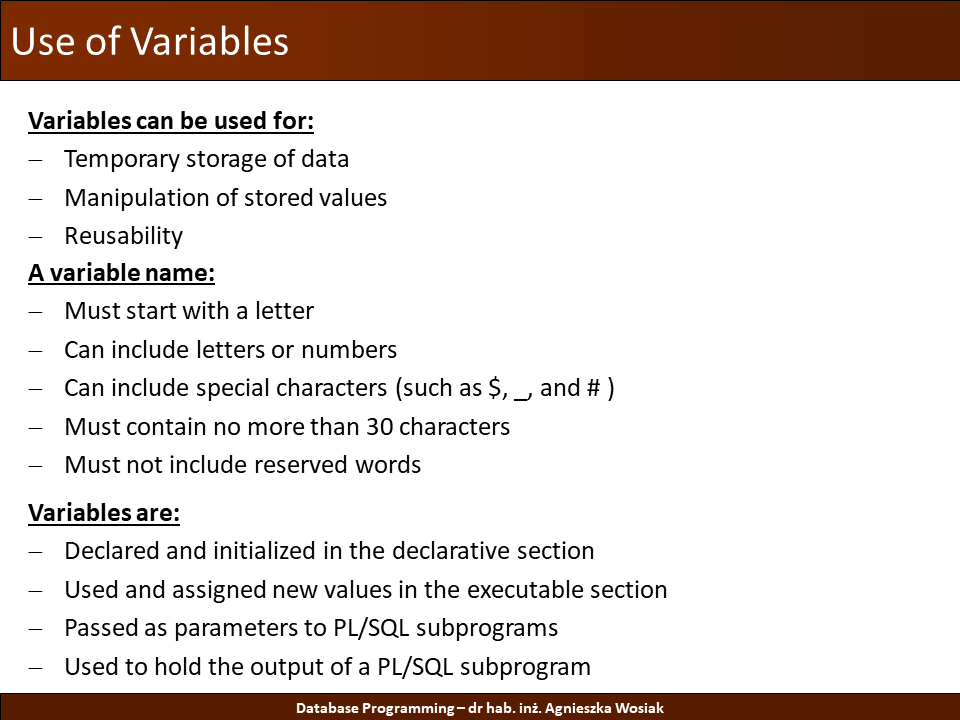 Use of Variables
Variables can be used for:
– Temporary storage of data
– Manipulation of stored values
– Reusability
A variable name:
– Must start with a letter
– Can include letters or numbers
– Can include special characters (such as $, _, and # )
– Must contain no more than 30 characters
– Must not include reserved words
Variables are:
– Declared and initialized in the declarative section
– Used and assigned new values in the executable section
– Passed as parameters to PL/SQL subprograms
– Used to hold the output of a PL/SQL subprogram
Database Programming – dr hab. inż. Agnieszka Wosiak